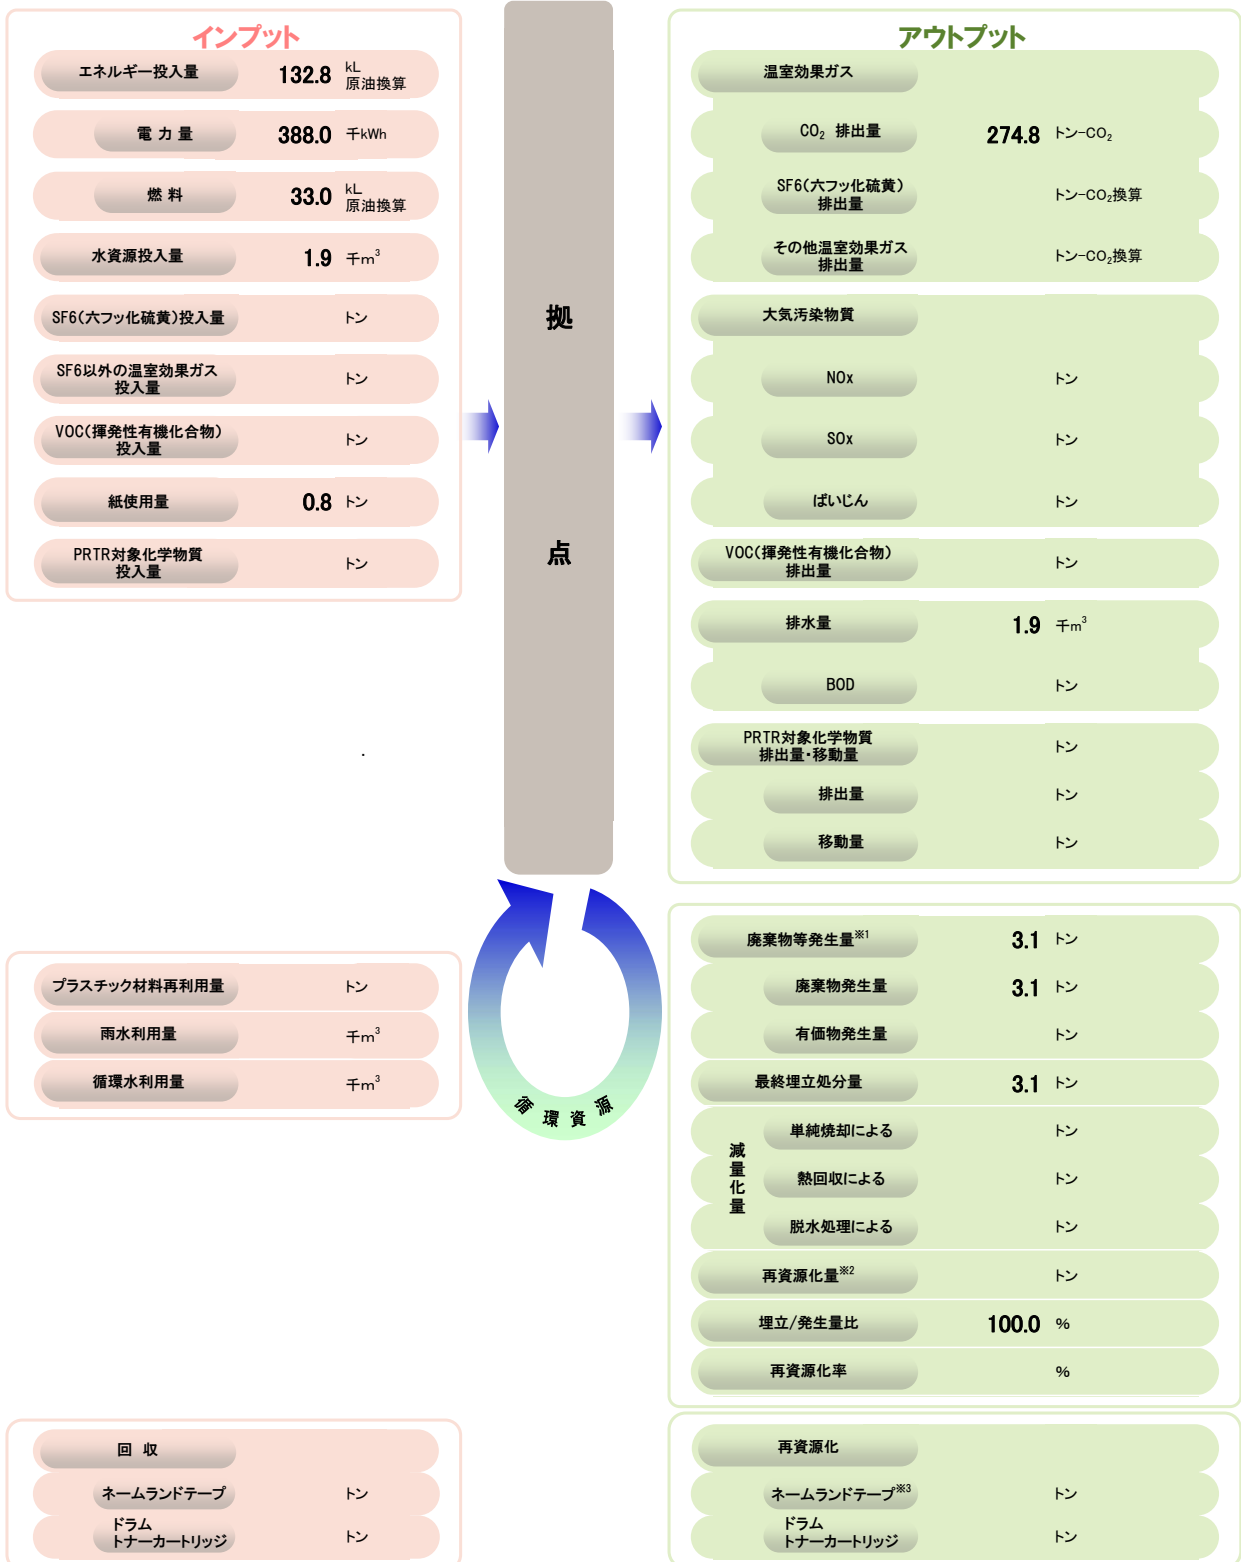 インプット
エネルギー投入量 132.8 kL
原油換算
電 力 量 388.0 千kWh
燃 料 33.0 kL
原油換算
水資源投入量 1.9 千m³
SF6(六フッ化硫黄)投入量 トン
SF6以外の温室効果ガス
投入量 トン
VOC(揮発性有機化合物)
投入量 トン
紙使用量 0.8 トン
PRTR対象化学物質
投入量 トン
拠
点
アウトプット
温室効果ガス
CO₂ 排出量 274.8 トン-CO₂
SF6(六フッ化硫黄)
排出量 トン-CO₂換算
その他温室効果ガス
排出量 トン-CO₂換算
大気汚染物質
NOx トン
SOx トン
ばいじん トン
VOC(揮発性有機化合物)
排出量 トン
排水量 1.9 千m³
BOD トン
PRTR対象化学物質
排出量・移動量 トン
排出量 トン
移動量 トン
.
プラスチック材料再利用量 トン
雨水利用量 千m³
循環水利用量 千m³
循環資源
廃棄物等発生量※1 3.1 トン
廃棄物発生量 3.1 トン
有価物発生量 トン
最終埋立処分量 3.1 トン
減量化量
単純焼却による トン
熱回収による トン
脱水処理による トン
再資源化量※2 トン
埋立/発生量比 100.0 %
再資源化率 %
回 収
ネームランドテープ トン
ドラム
トナーカートリッジ トン
再資源化
ネームランドテープ※3 トン
ドラム
トナーカートリッジ トン